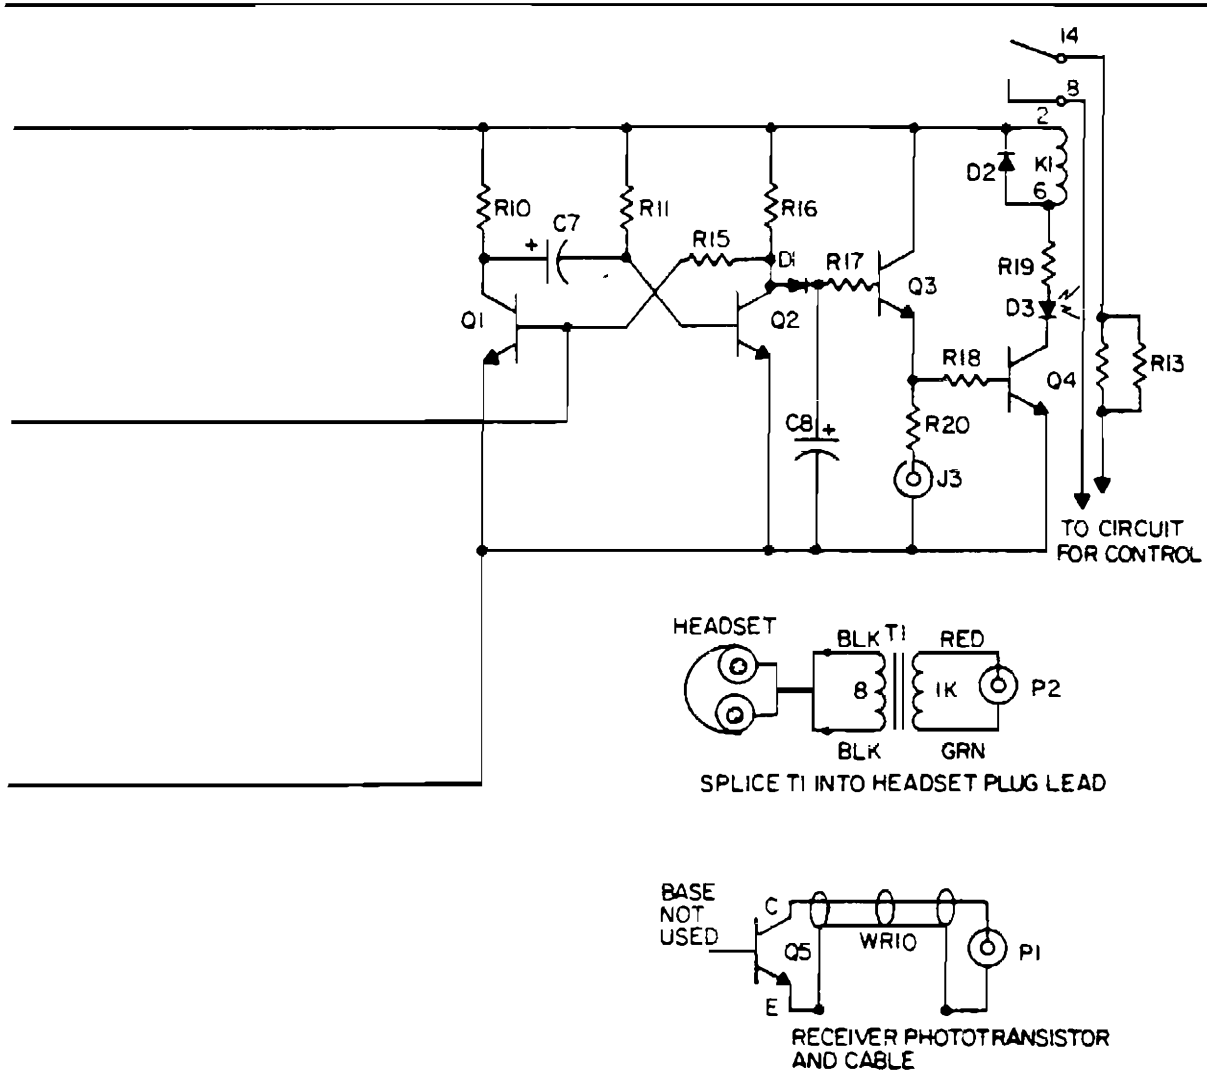 14
8
2
D2
K1
6
R10
C7
+
R11
R16
R15
D1
R17
R19
Q1
Q2
Q3
D3
R18
Q4
R13
C8
+
R20
J3
TO CIRCUIT
FOR CONTROL
HEADSET
BLK
T1
RED
8
1K
P2
BLK
GRN
SPLICE T1 INTO HEADSET PLUG LEAD
BASE
NOT
USED
C
Q5
WR10
P1
E
RECEIVER PHOTOTRANSISTOR
AND CABLE